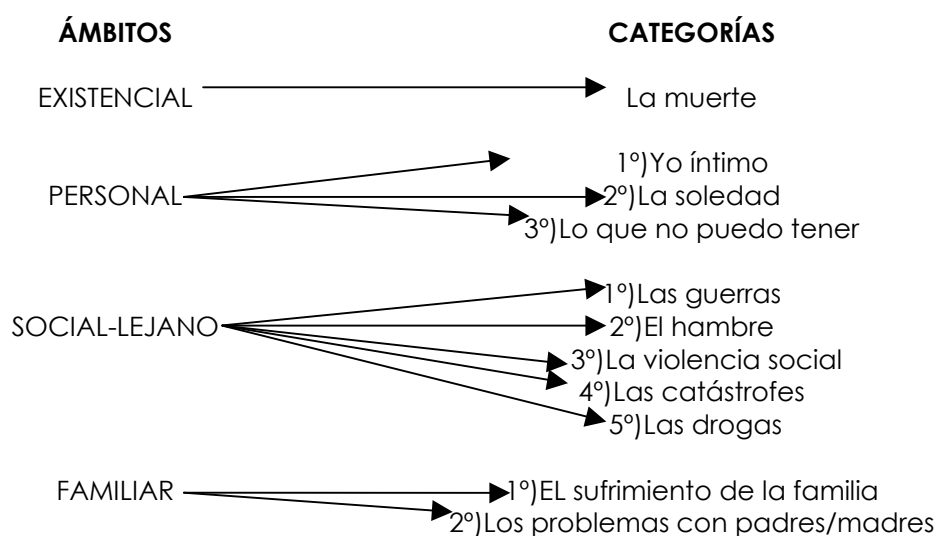 ÁMBITOS CATEGORÍAS
EXISTENCIAL La muerte
1º)Yo íntimo
PERSONAL 2º)La soledad
3º)Lo que no puedo tener
1º)Las guerras
SOCIAL-LEJANO 2º)El hambre
3º)La violencia social
4º)Las catástrofes
5º)Las drogas
FAMILIAR 1º)EL sufrimiento de la familia
2º)Los problemas con padres/madres